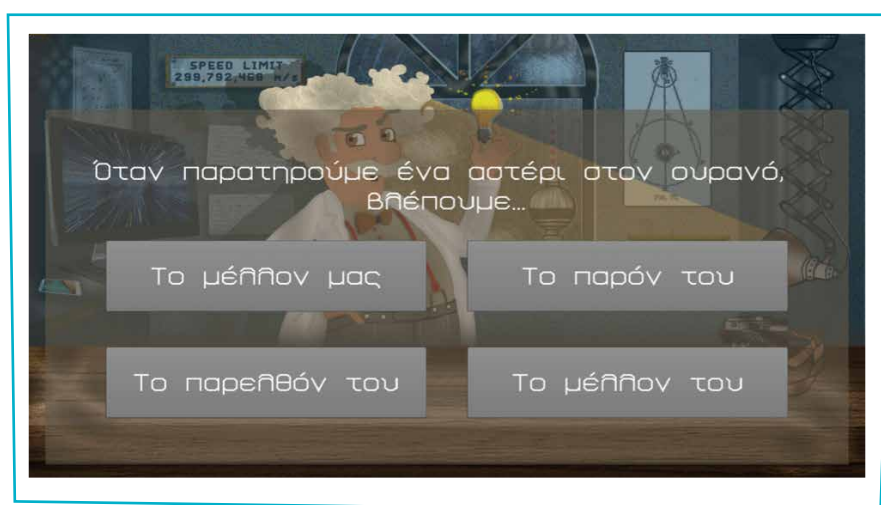 SPEED LIMIT
299,792,458 m/s
Όταν παρατηρούμε ένα αστέρι στον ουρανό,
βλέπουμε...
Το μέλλον μας
Το παρόν του
Το παρελθόν του
Το μέλλον του